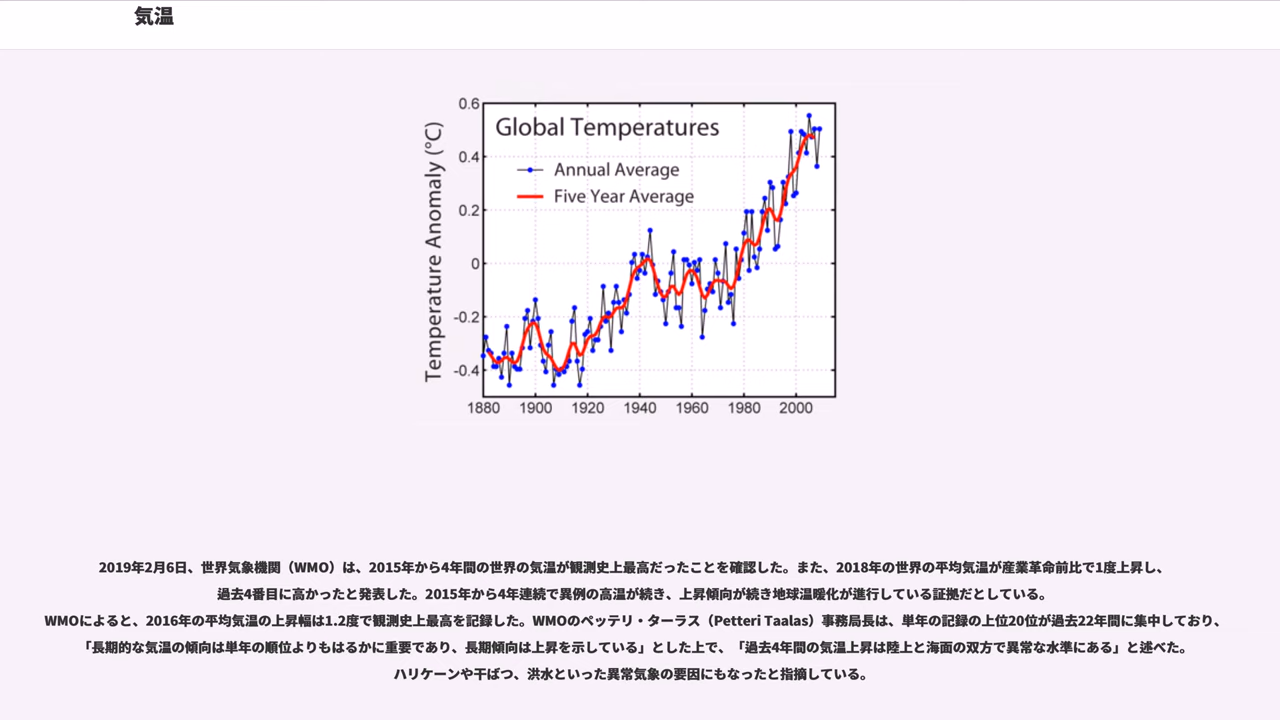 気温
Global Temperatures
Annual Average
Five Year Average
Temperature Anomaly (°C)
0.6
0.4
0.2
0
-0.2
-0.4
1880 1900 1920 1940 1960 1980 2000
2019年2月6日、世界気象機関（WMO）は、2015年から4年間の世界の気温が観測史上最高だったことを確認した。また、2018年の世界の平均気温が産業革命前比で1度上昇し、
過去4番目に高かったと発表した。2015年から4年連続で異例の高温が続き、上昇傾向が続き地球温暖化が進行している証拠だとしている。
WMOによると、2016年の平均気温の上昇幅は1.2度で観測史上最高を記録した。WMOのペッテリ・ターラス（Petteri Taalas）事務局長は、単年の記録の上位20位が過去22年間に集中しており、
「長期的な気温の傾向は単年の順位よりもはるかに重要であり、長期傾向は上昇を示している」とした上で、「過去4年間の気温上昇は陸上と海面の双方で異常な水準にある」と述べた。
ハリケーンや干ばつ、洪水といった異常気象の要因にもなったと指摘している。